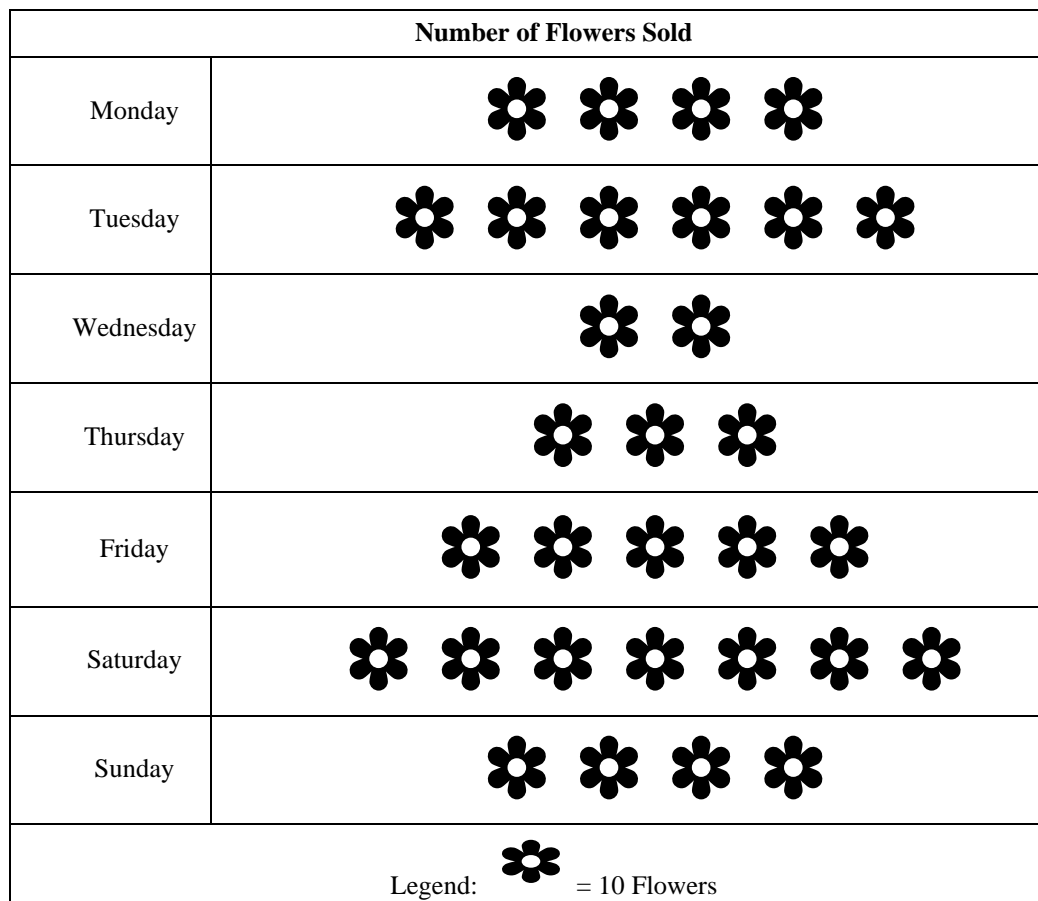 Number of Flowers Sold
Monday
Tuesday
Wednesday
Thursday
Friday
Saturday
Sunday
Legend: = 10 Flowers